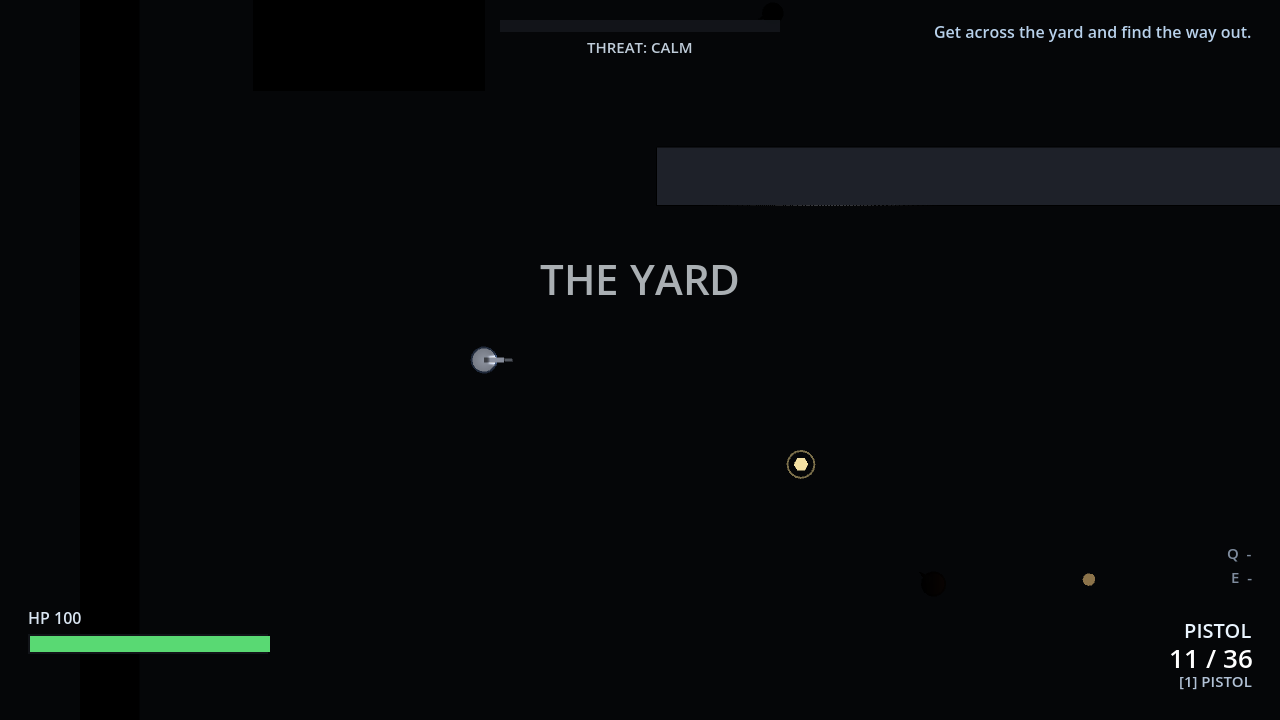 THREAT: CALM
Get across the yard and find the way out.
THE YARD
Q -
E -
HP 100
PISTOL
11 / 36
[1] PISTOL